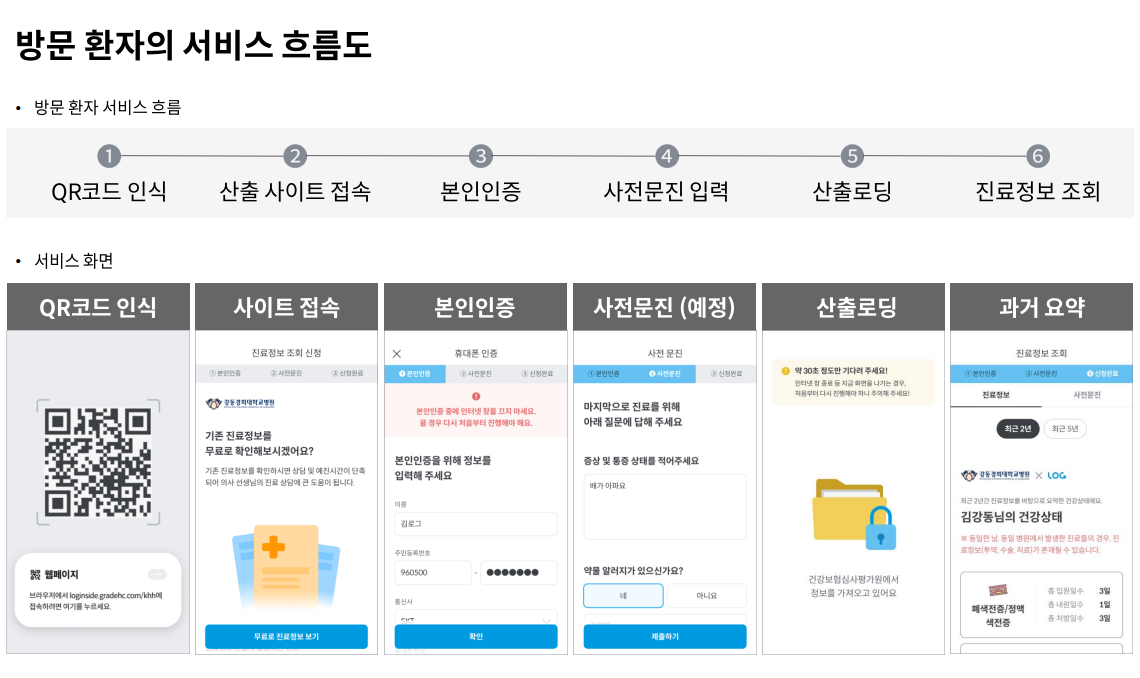 방문 환자의 서비스 흐름도
• 방문 환자 서비스 흐름
1 2 3 4 5 6
QR코드 인식 산출 사이트 접속 본인인증 사전문진 입력 산출로딩 진료정보 조회
• 서비스 화면
QR코드 인식
웹페이지
브라우저에서 loginside.gradehc.com/khh에
접속하려면 여기를 누르세요.
사이트 접속
진료정보 조회 신청
① 본인인증 ② 사전문진 ③ 신청완료
강동경희대학교병원
기존 진료정보를
무료로 확인해보시겠어요?
기존 진료정보를 확인하시면 상담 및 예진시간이 단축
되어 의사 선생님의 진료 상담에 큰 도움이 됩니다.
무료로 진료정보 보기
본인인증
휴대폰 인증
① 본인인증 ② 사전문진 ③ 신청완료
본인인증 중에 인터넷 창을 끄지 마세요.
끌 경우 다시 처음부터 진행해야 해요.
본인인증을 위해 정보를
입력해 주세요
이름
김로그
주민등록번호
960500 - ●●●●●●●
통신사
SKT
확인
사전문진 (예정)
사전 문진
① 본인인증 ② 사전문진 ③ 신청완료
마지막으로 진료를 위해
아래 질문에 답해 주세요
증상 및 통증 상태를 적어주세요
배가 아파요
약물 알러지가 있으신가요?
네 아니요
제출하기
산출로딩
약 30초 정도만 기다려 주세요!
인터넷 창 종료 등 지금 화면을 나가는 경우,
처음부터 다시 진행해야 하니 주의해 주세요!
건강보험심사평가원에서
정보를 가져오고 있어요
과거 요약
진료정보 조회
① 본인인증 ② 사전문진 ③ 신청완료
진료정보 사전문진
최근 2년 최근 5년
강동경희대학교병원 × LOG
최근 2년간 진료정보를 바탕으로 요약한 건강상태예요.
김강동님의 건강상태
※ 동일한 날, 동일 병원에서 발생한 진료들의 경우, 진
료정보(투약, 수술, 치료)가 혼재될 수 있습니다.
폐색전증/정맥
색전증
총 입원일수 3일
총 내원일수 1일
총 처방일수 3일